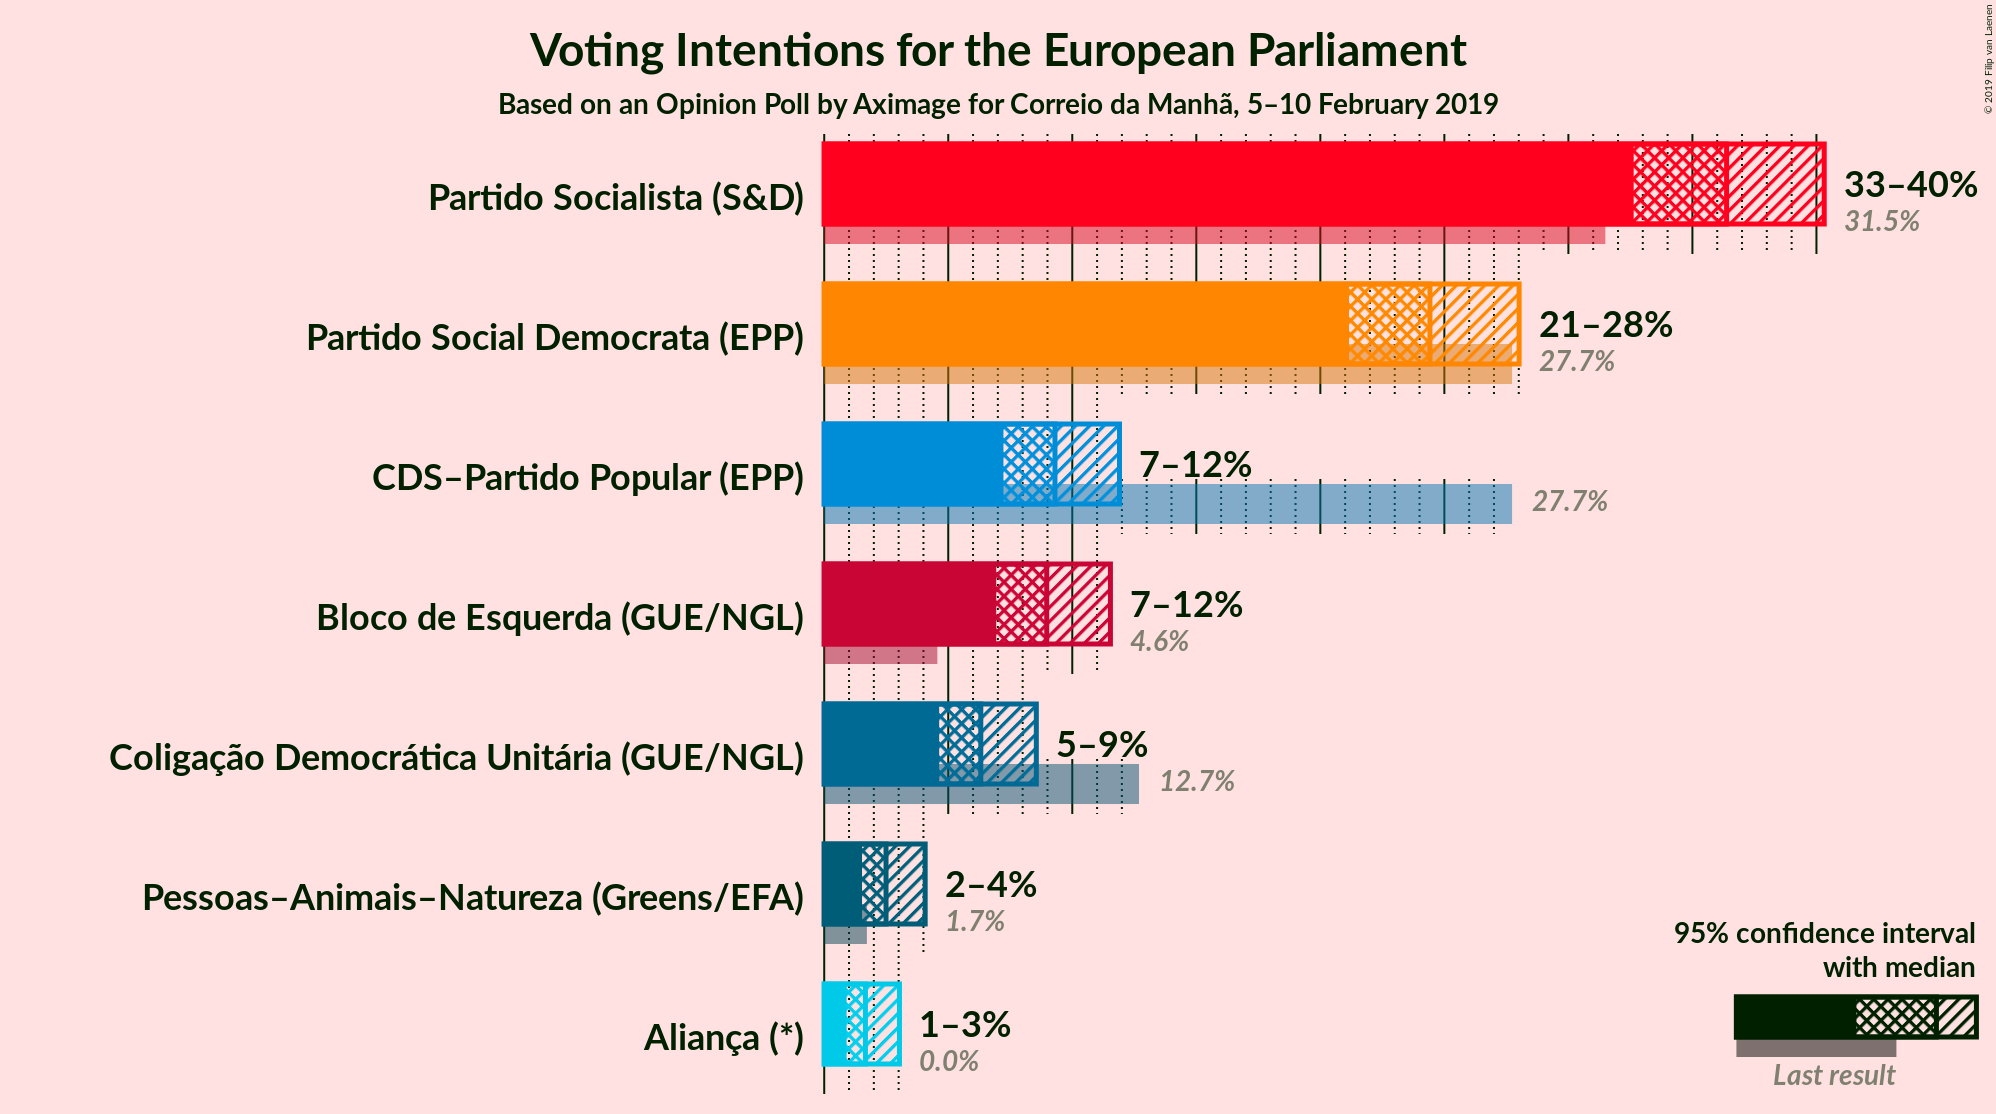 Voting Intentions for the European Parliament
Based on an Opinion Poll by Aximage for Correio da Manhã, 5–10 February 2019
© 2019 Filip van Laenen
Partido Socialista (S&D)
33–40%
31.5%
Partido Social Democrata (EPP)
21–28%
27.7%
CDS–Partido Popular (EPP)
7–12%
27.7%
Bloco de Esquerda (GUE/NGL)
7–12%
4.6%
Coligação Democrática Unitária (GUE/NGL)
5–9%
12.7%
Pessoas–Animais–Natureza (Greens/EFA)
2–4%
1.7%
Aliança (*)
1–3%
0.0%
95% confidence interval
with median
Last result